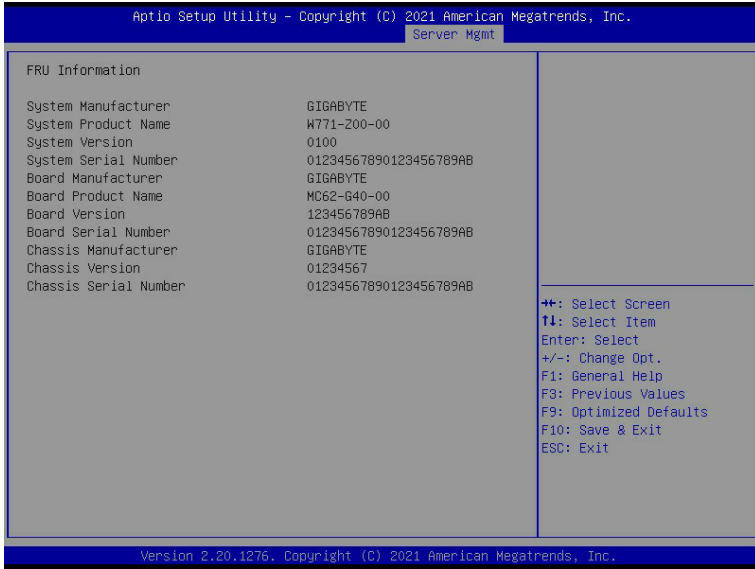 Aptio Setup Utility – Copyright (C) 2021 American Megatrends, Inc.
Server Mgmt
FRU Information
System Manufacturer GIGABYTE
System Product Name W771-Z00-00
System Version 0100
System Serial Number 01234567890123456789AB
Board Manufacturer GIGABYTE
Board Product Name MC62-G40-00
Board Version 123456789AB
Board Serial Number 01234567890123456789AB
Chassis Manufacturer GIGABYTE
Chassis Version 01234567
Chassis Serial Number 01234567890123456789AB
→←: Select Screen
↑↓: Select Item
Enter: Select
+/-: Change Opt.
F1: General Help
F3: Previous Values
F9: Optimized Defaults
F10: Save & Exit
ESC: Exit
Version 2.20.1276. Copyright (C) 2021 American Megatrends, Inc.